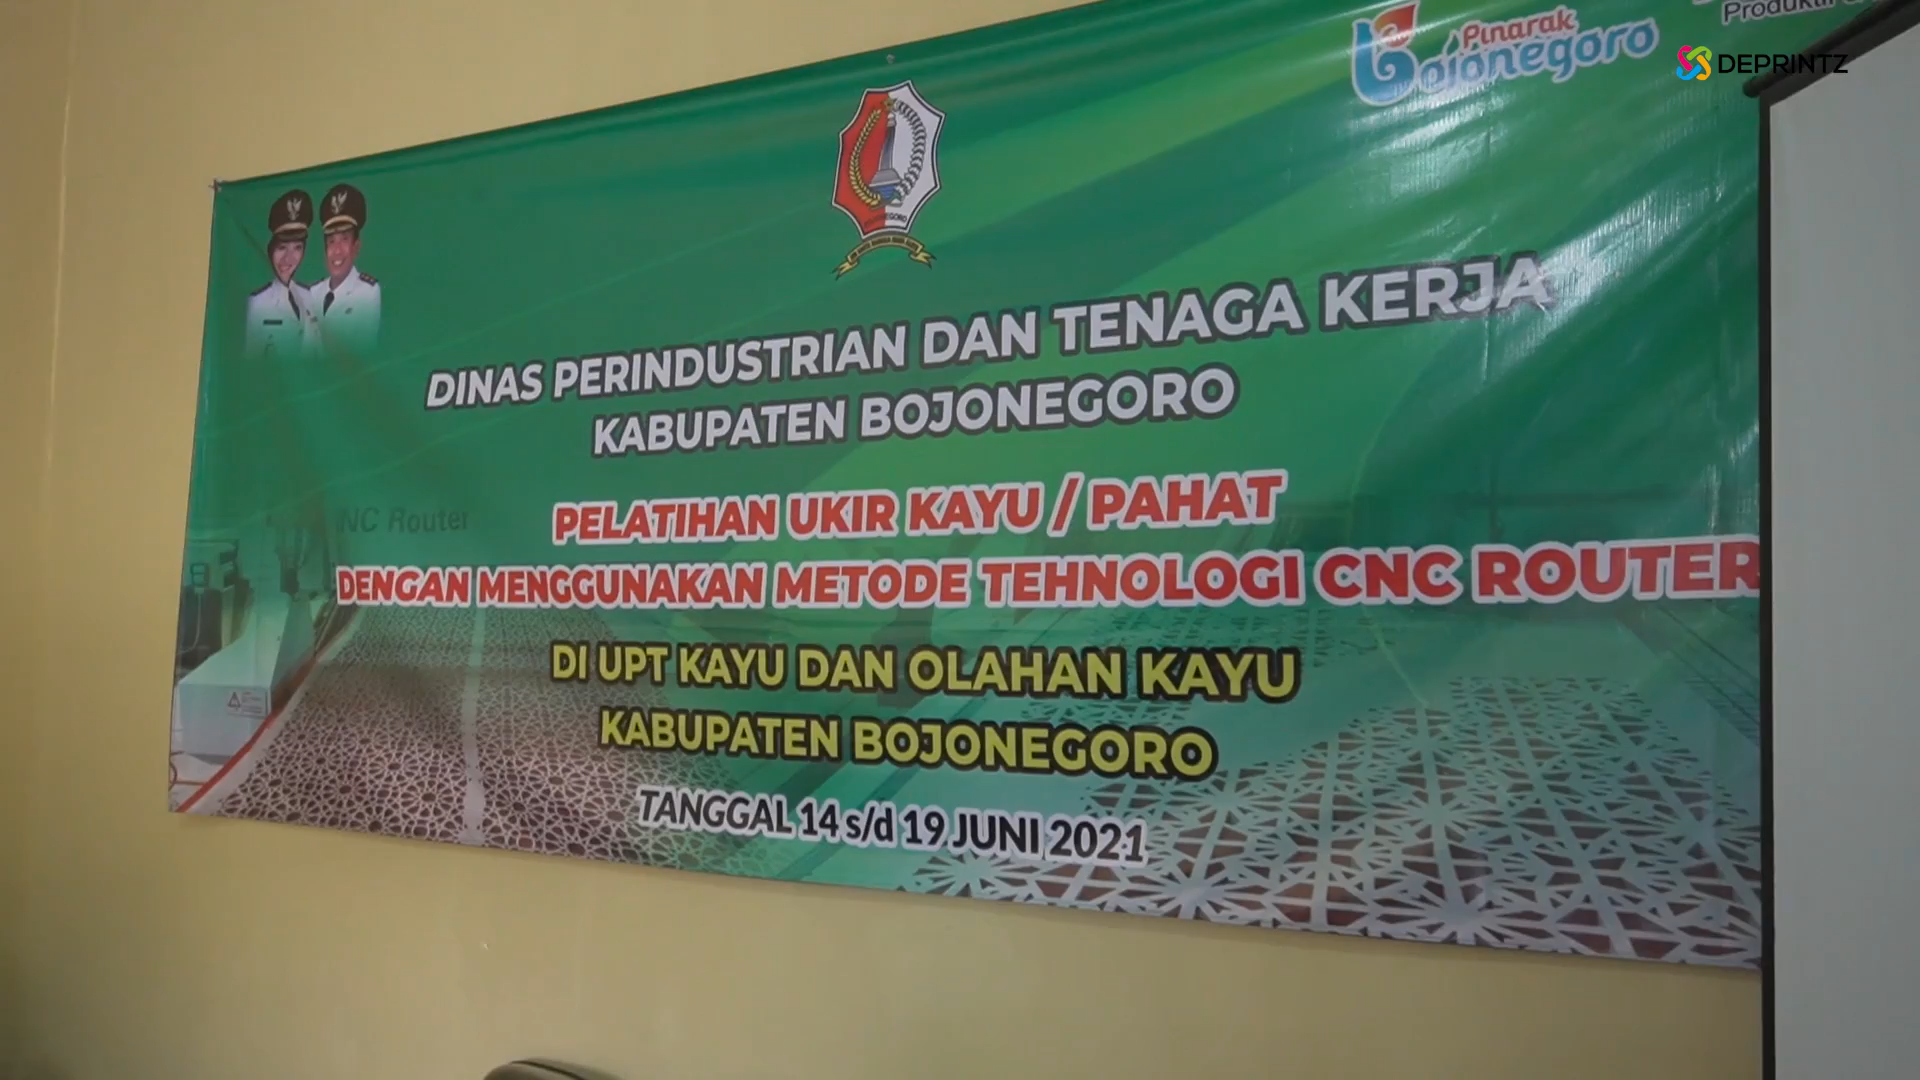 Pinarak
Bojonegoro
DEPRINTZ
DINAS PERINDUSTRIAN DAN TENAGA KERJA
KABUPATEN BOJONEGORO
PELATIHAN UKIR KAYU / PAHAT
NC Router
DENGAN MENGGUNAKAN METODE TEHNOLOGI CNC ROUTER
DI UPT KAYU DAN OLAHAN KAYU
KABUPATEN BOJONEGORO
TANGGAL 14 s/d 19 JUNI 2021